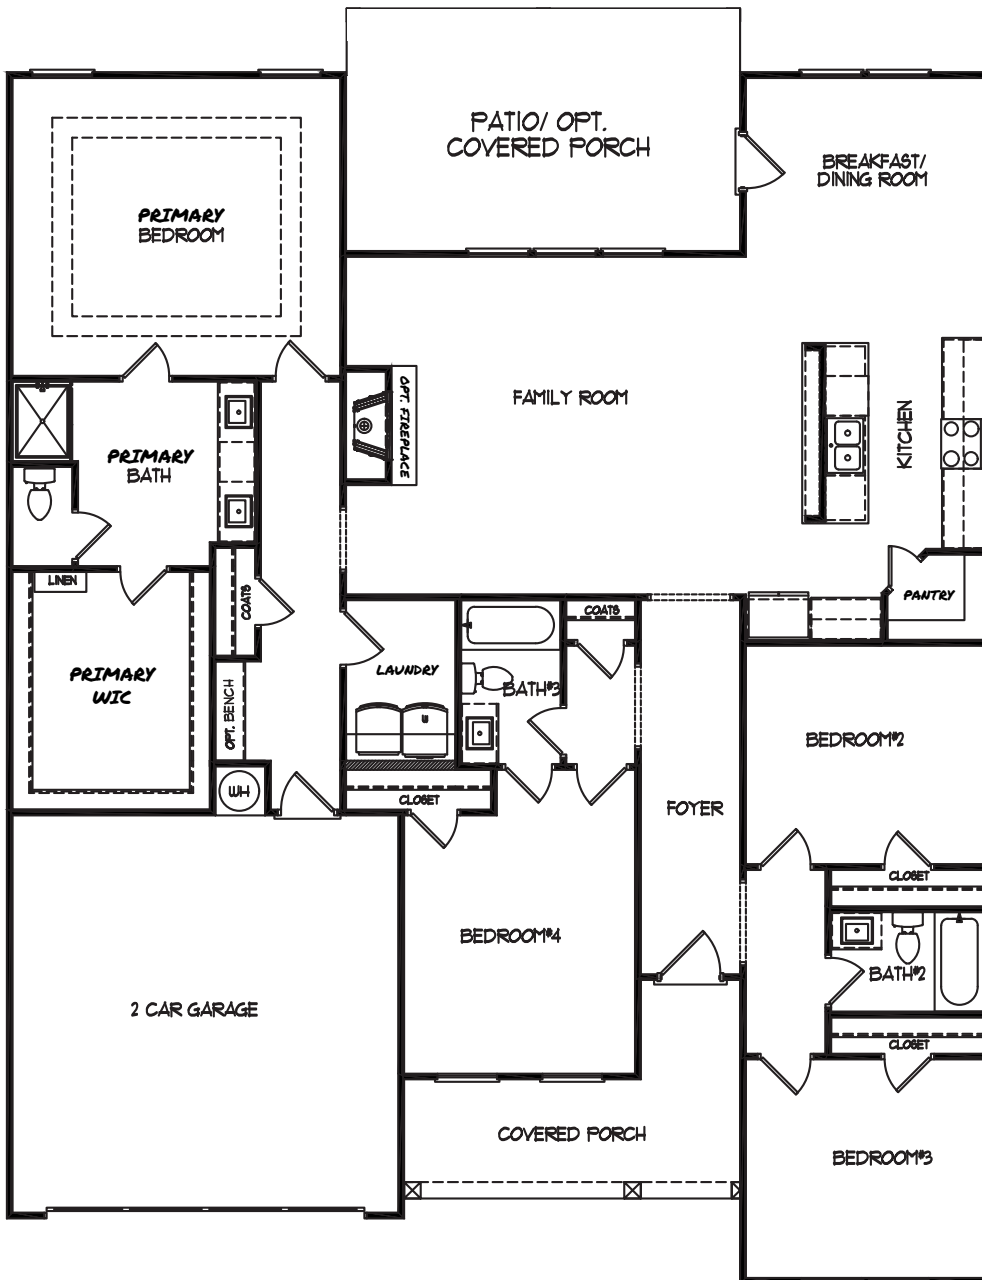 PATIO/ OPT.
COVERED PORCH
BREAKFAST/
DINING ROOM
PRIMARY
BEDROOM
FAMILY ROOM
OPT. FIREPLACE
KITCHEN
PRIMARY
BATH
LINEN
COATS
COATS
PANTRY
PRIMARY
WIC
LAUNDRY
BATH#3
OPT. BENCH
W
BEDROOM#2
WH
CLOSET
FOYER
CLOSET
BEDROOM#4
BATH#2
2 CAR GARAGE
CLOSET
COVERED PORCH
BEDROOM#3